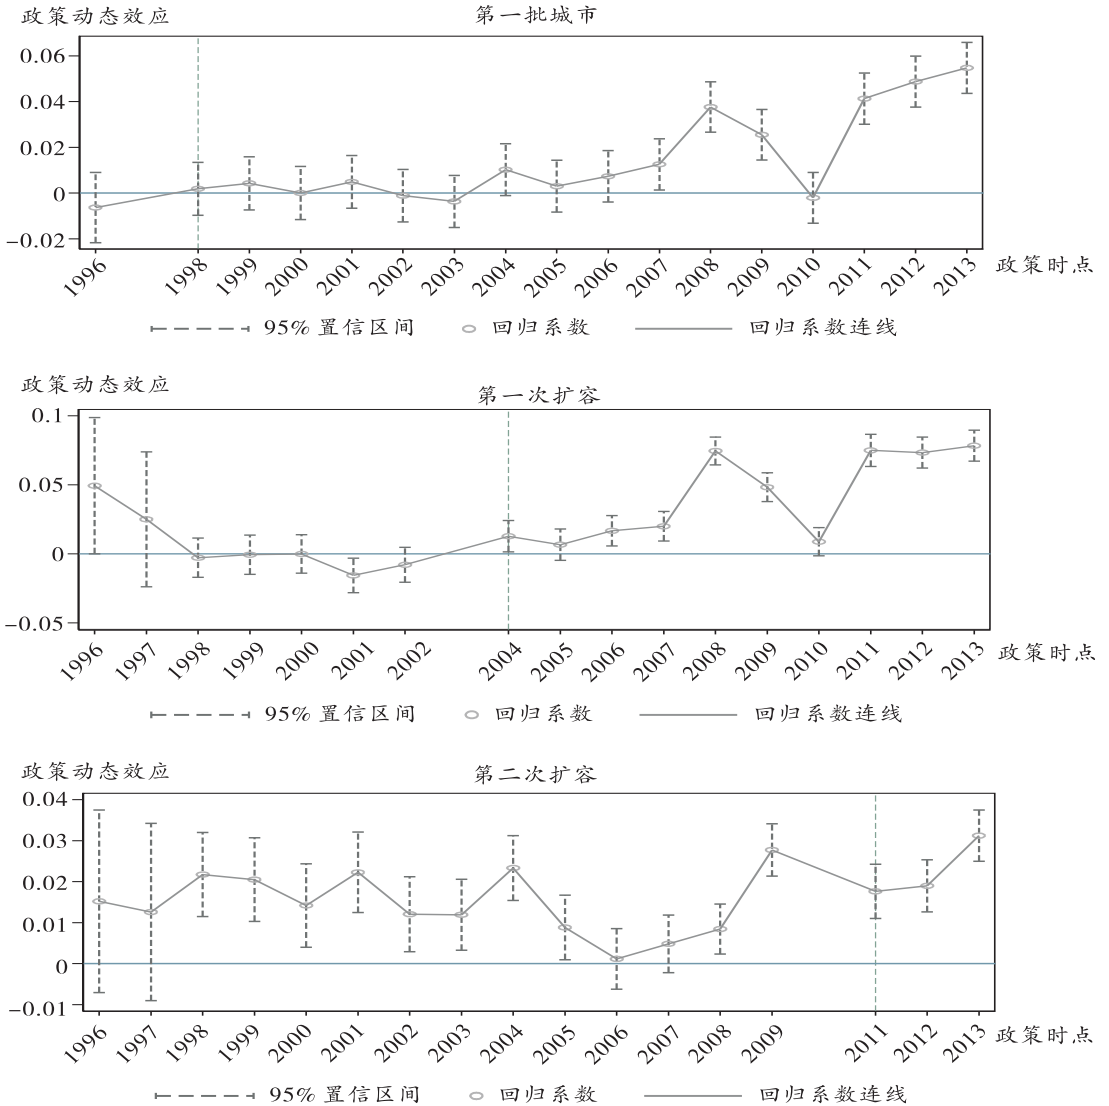 政策动态效应
第一批城市
0.06
0.04
0.02
0
−0.02
1996 1998 1999 2000 2001 2002 2003 2004 2005 2006 2007 2008 2009 2010 2011 2012 2013 政策时点
95% 置信区间 回归系数 回归系数连线
政策动态效应
第一次扩容
0.1
0.05
0
−0.05
1996 1997 1998 1999 2000 2001 2002 2004 2005 2006 2007 2008 2009 2010 2011 2012 2013 政策时点
95% 置信区间 回归系数 回归系数连线
政策动态效应
第二次扩容
0.04
0.03
0.02
0.01
0
−0.01
1996 1997 1998 1999 2000 2001 2002 2003 2004 2005 2006 2007 2008 2009 2011 2012 2013 政策时点
95% 置信区间 回归系数 回归系数连线